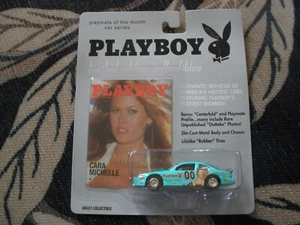 playmate of the month
car series
PLAYBOY
PLAYBOY
CARA
MICHELLE
Bonus "Centerfold" and Playmate
Profile...many include Rare
Unpublished "Outtake" Photos!
Die-Cast Metal Body and Chassis
Lifelike "Rubber" Tires
PLAYBOY
00
ADULT COLLECTIBLE